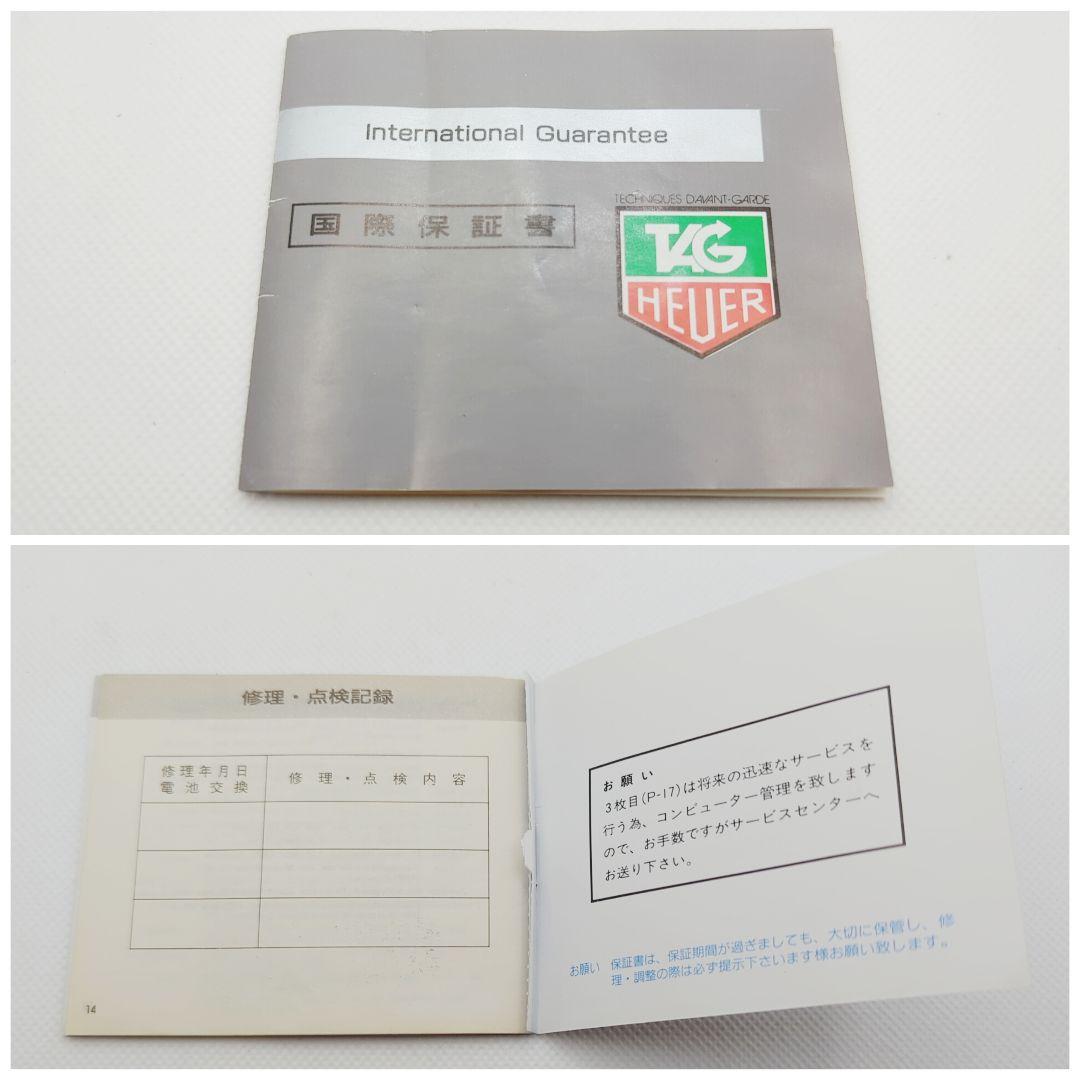 International Guarantee
国際保証書
TECHNIQUES D'AVANT-GARDE
TAG
HEUER
修理・点検記録
修理年月日
電池交換
修理・点検内容
14
お願い
3枚目(P-17)は将来の迅速なサービスを
行う為、コンピューター管理を致します
ので、お手数ですがサービスセンターへ
お送り下さい。
お願い 保証書は、保証期間が過ぎましても、大切に保管し、修
理・調整の際は必ず提示下さいます様お願い致します。